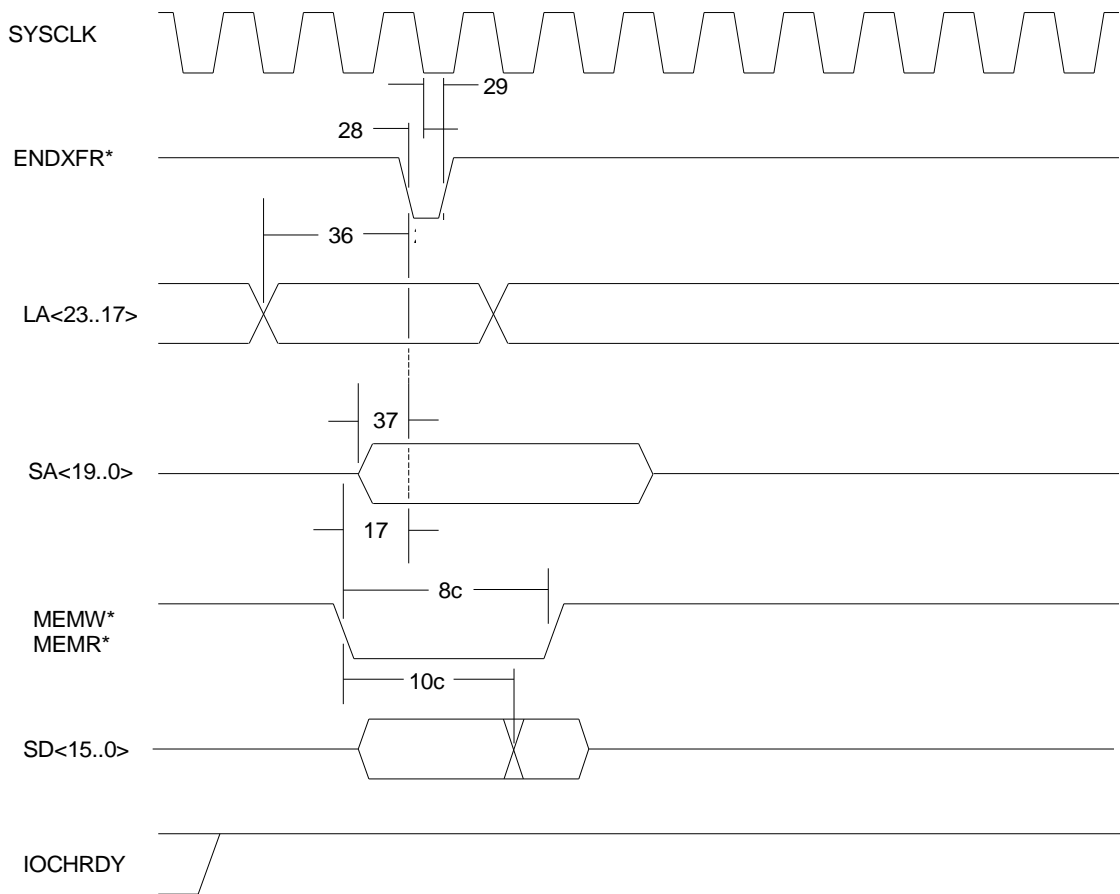 SYSCLK
29
28
ENDXFR*
36
LA<23..17>
37
SA<19..0>
17
8c
MEMW*
MEMR*
10c
SD<15..0>
IOCHRDY